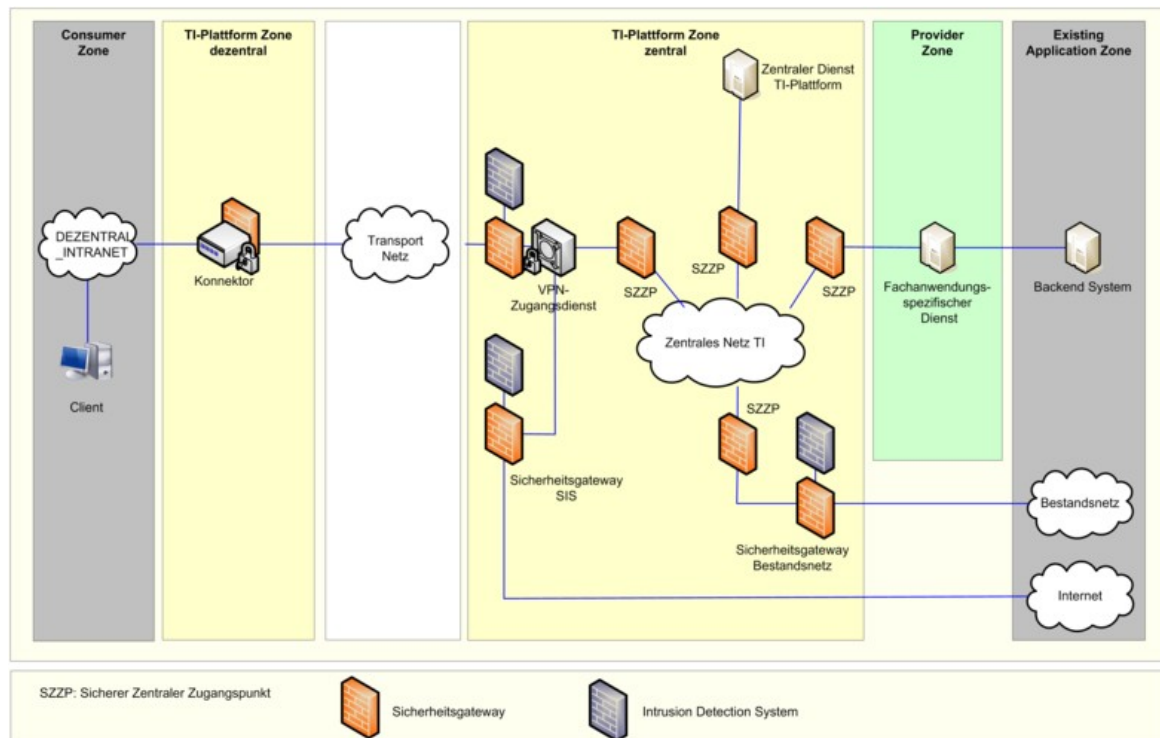 Consumer
Zone
TI-Plattform Zone
dezentral
TI-Plattform Zone
zentral
Provider
Zone
Existing
Application Zone
Zentraler Dienst
TI-Plattform
DEZENTRAL
_INTRANET
Konnektor
Transport
Netz
VPN-
Zugangsdienst
SZZP
SZZP
SZZP
Fachanwendungs-
spezifischer
Dienst
Backend System
Zentrales Netz TI
Client
SZZP
Sicherheitsgateway
SIS
Sicherheitsgateway
Bestandsnetz
Bestandsnetz
Internet
SZZP: Sicherer Zentraler Zugangspunkt
Sicherheitsgateway
Intrusion Detection System